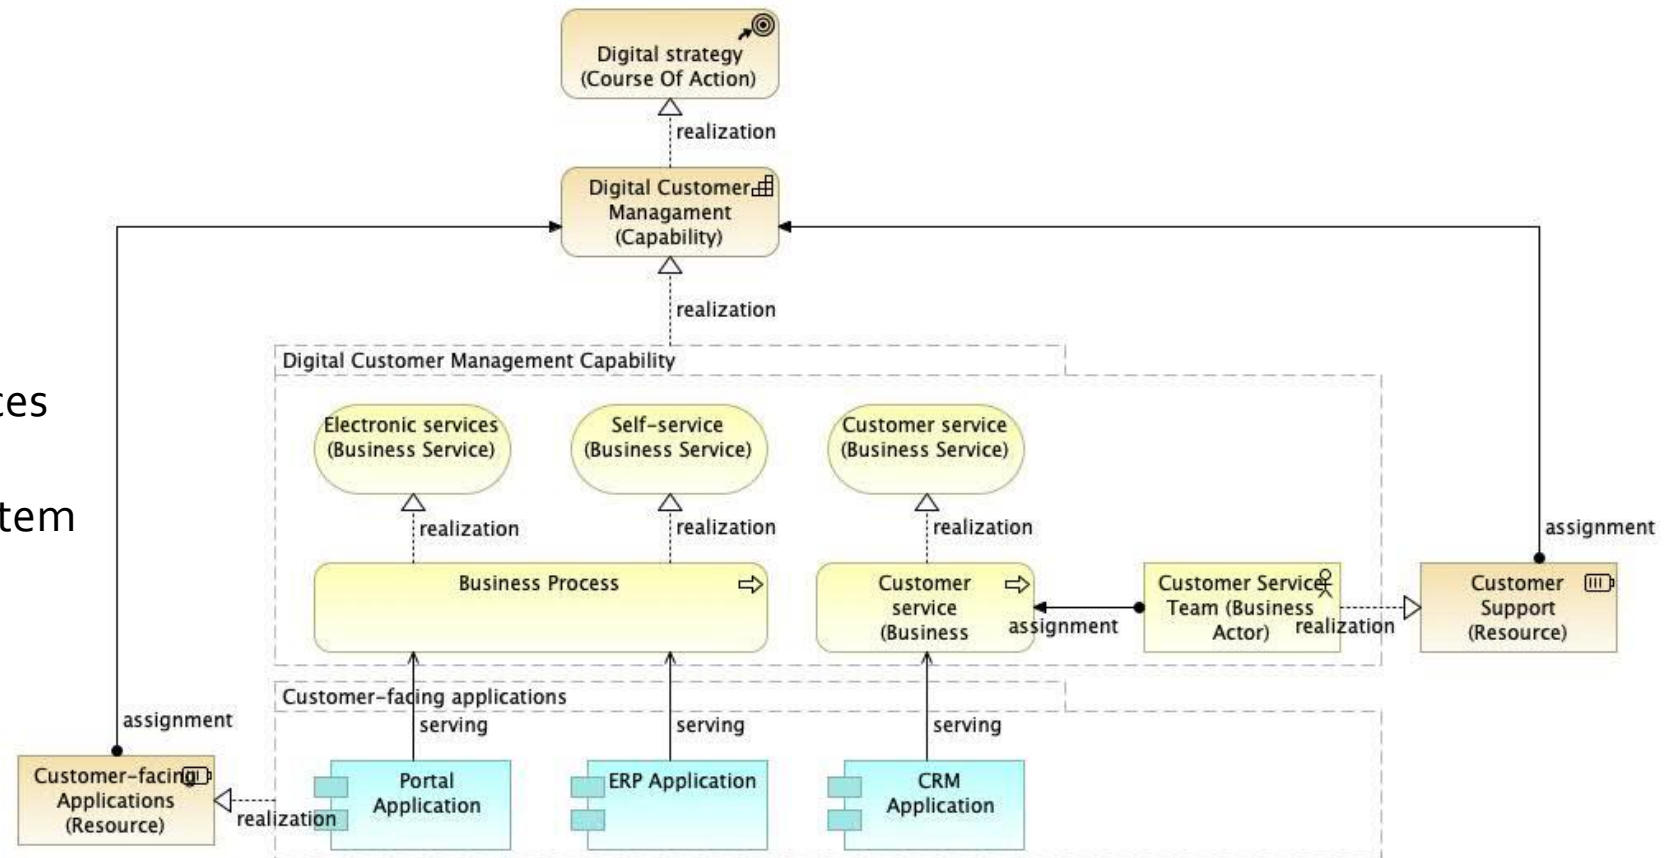 Digital strategy
(Course Of Action)
realization
Digital Customer
Managament
(Capability)
realization
Digital Customer Management Capability
ces
tem
Electronic services
(Business Service)
Self-service
(Business Service)
Customer service
(Business Service)
realization
realization
realization
assignment
Business Process
Customer
service
(Business
assignment
Customer Service
Team (Business
Actor)
realization
Customer
Support
(Resource)
Customer-facing applications
assignment
serving
serving
serving
Customer-facing
Applications
(Resource)
realization
Portal
Application
ERP Application
CRM
Application